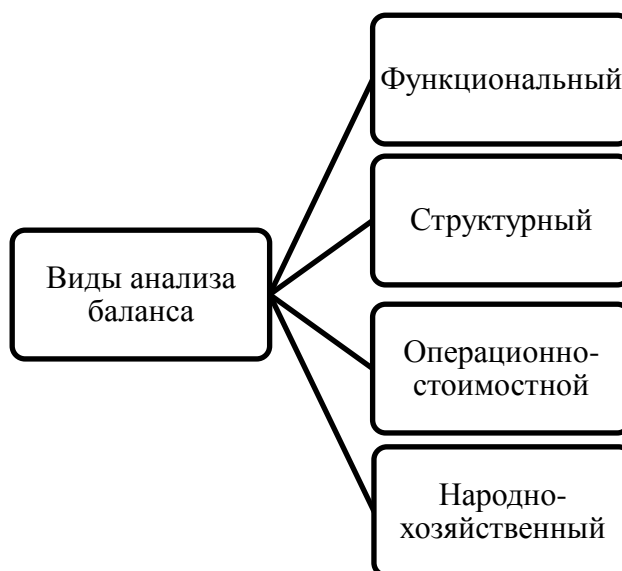 Виды анализа
баланса
Функциональный
Структурный
Операционно-
стоимостной
Народно-
хозяйственный